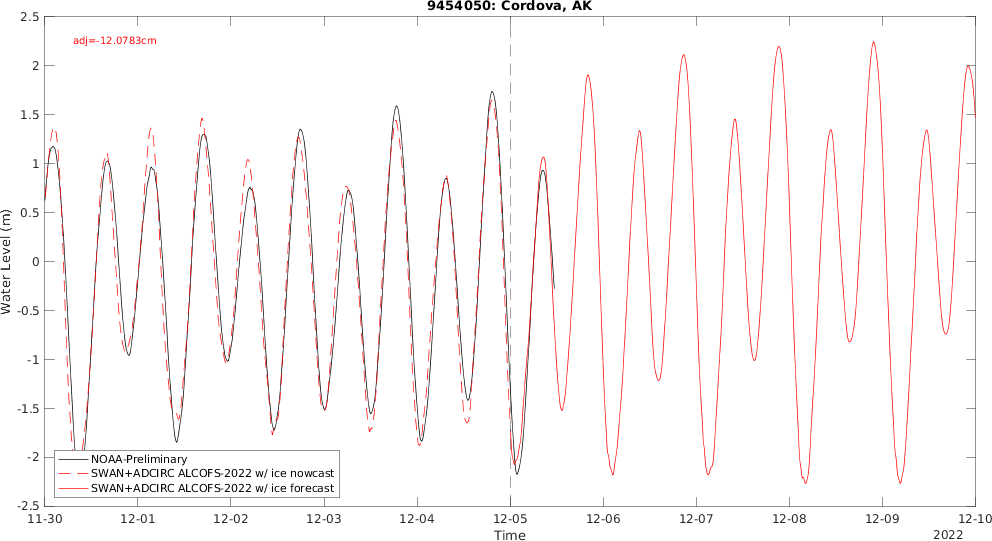 9454050: Cordova, AK
adj=-12.0783cm
2.5
2
1.5
1
0.5
0
-0.5
-1
-1.5
-2
-2.5
Water Level (m)
NOAA-Preliminary
SWAN+ADCIRC ALCOFS-2022 w/ ice nowcast
SWAN+ADCIRC ALCOFS-2022 w/ ice forecast
11-30 12-01 12-02 12-03 12-04 12-05 12-06 12-07 12-08 12-09 12-10
Time
2022